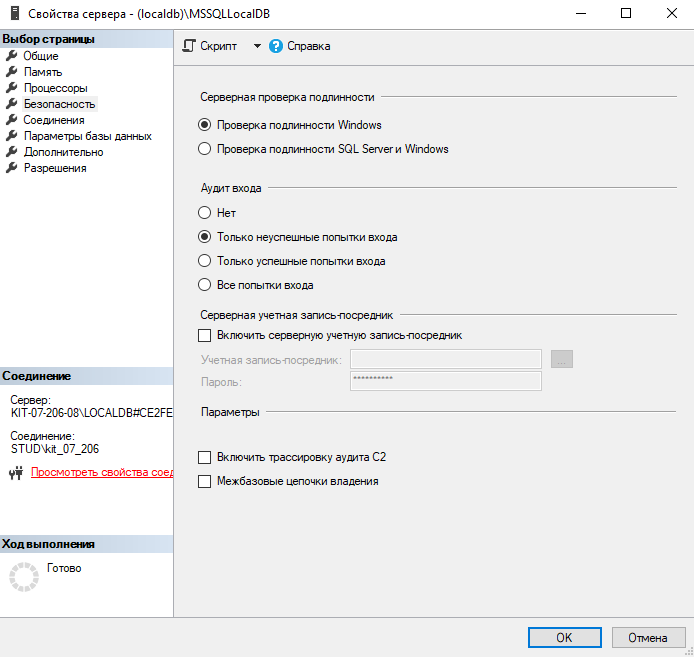 Свойства сервера - (localdb)\MSSQLLocalDB
Выбор страницы
Общие
Память
Процессоры
Безопасность
Соединения
Параметры базы данных
Дополнительно
Разрешения
Скрипт
Справка
Серверная проверка подлинности
Проверка подлинности Windows
Проверка подлинности SQL Server и Windows
Аудит входа
Нет
Только неуспешные попытки входа
Только успешные попытки входа
Все попытки входа
Серверная учетная запись-посредник
Включить серверную учетную запись-посредник
Учетная запись-посредник:
...
Пароль:
**********
Параметры
Включить трассировку аудита C2
Межбазовые цепочки владения
Соединение
Сервер:
KIT-07-206-08\LOCALDB#CE2FE
Соединение:
STUD\kit_07_206
Просмотреть свойства соед
Ход выполнения
Готово
OK
Отмена